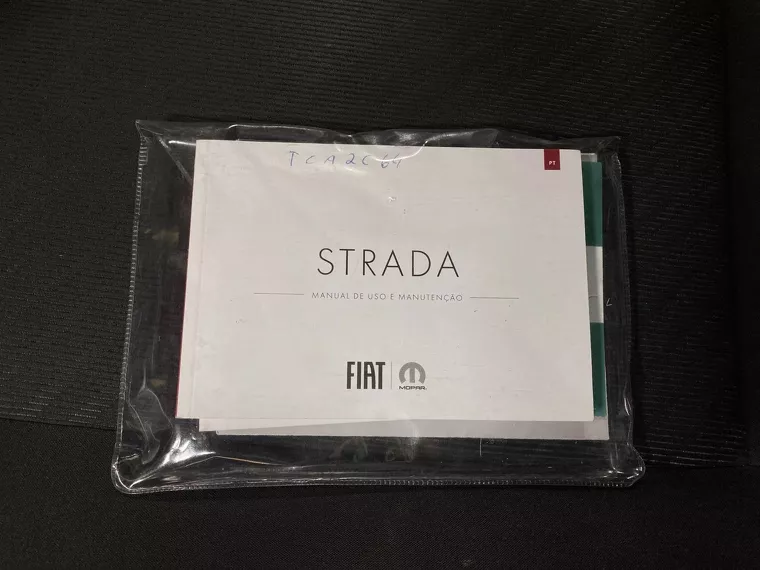 TCA2C64
PT
STRADA
MANUAL DE USO E MANUTENÇÃO
FIAT
MOPAR